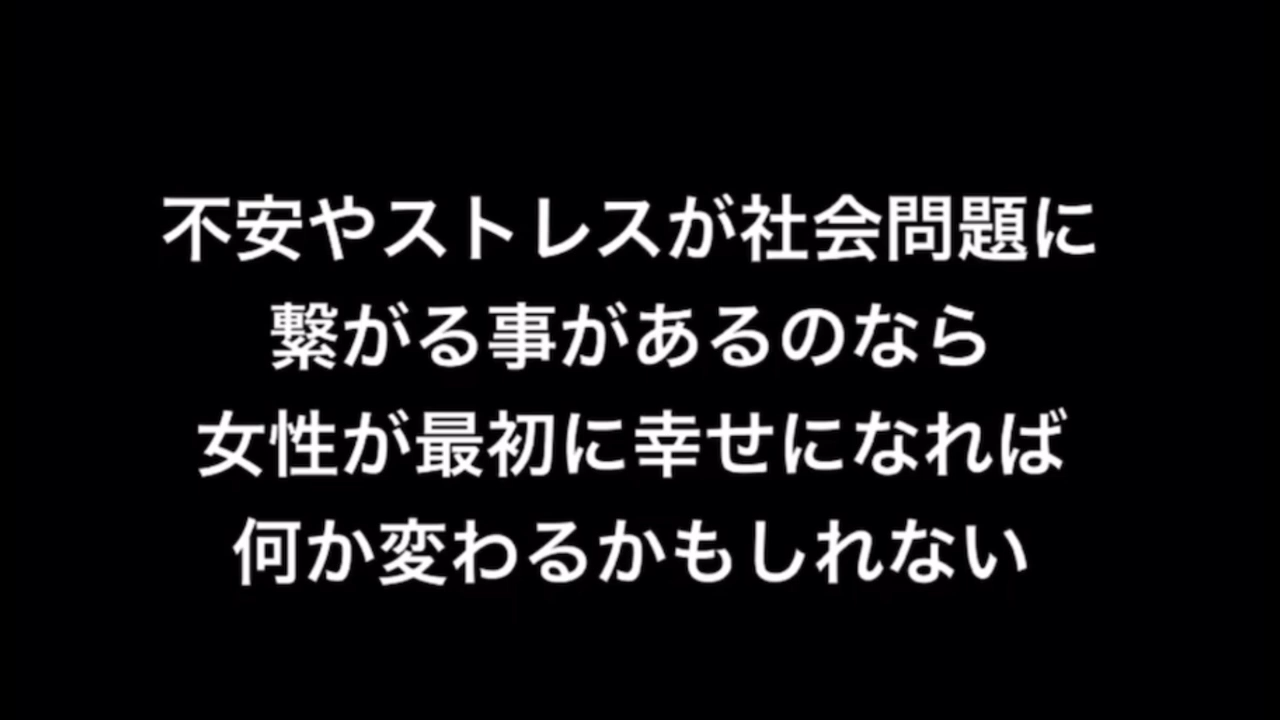 不安やストレスが社会問題に
繋がる事があるのなら
女性が最初に幸せになれば
何か変わるかもしれない